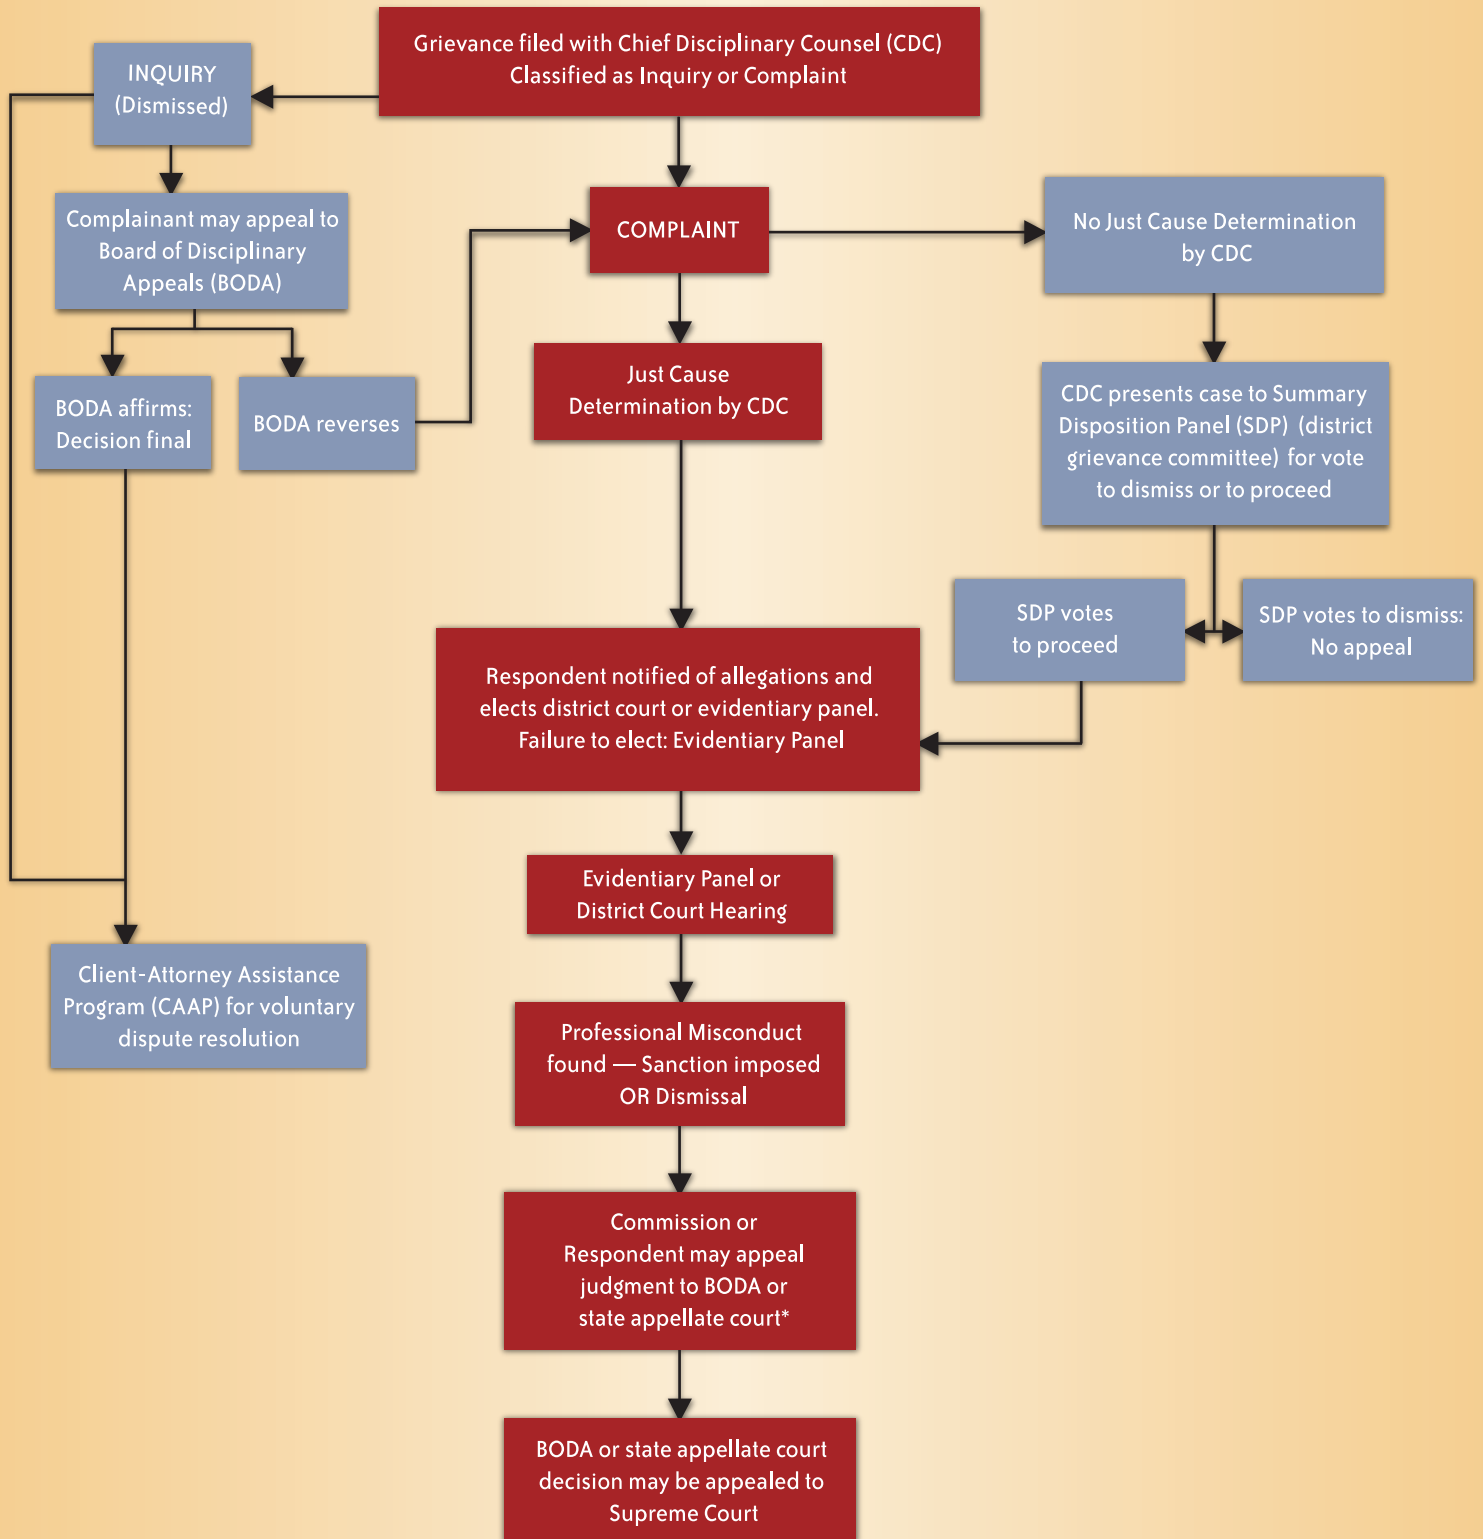 Grievance filed with Chief Disciplinary Counsel (CDC)
Classified as Inquiry or Complaint
INQUIRY
(Dismissed)
Complainant may appeal to
Board of Disciplinary
Appeals (BODA)
COMPLAINT
No Just Cause Determination
by CDC
BODA affirms:
Decision final
BODA reverses
Just Cause
Determination by CDC
CDC presents case to Summary
Disposition Panel (SDP) (district
grievance committee) for vote
to dismiss or to proceed
SDP votes
to proceed
SDP votes to dismiss:
No appeal
Respondent notified of allegations and
elects district court or evidentiary panel.
Failure to elect: Evidentiary Panel
Evidentiary Panel or
District Court Hearing
Client-Attorney Assistance
Program (CAAP) for voluntary
dispute resolution
Professional Misconduct
found — Sanction imposed
OR Dismissal
Commission or
Respondent may appeal
judgment to BODA or
state appellate court*
BODA or state appellate court
decision may be appealed to
Supreme Court